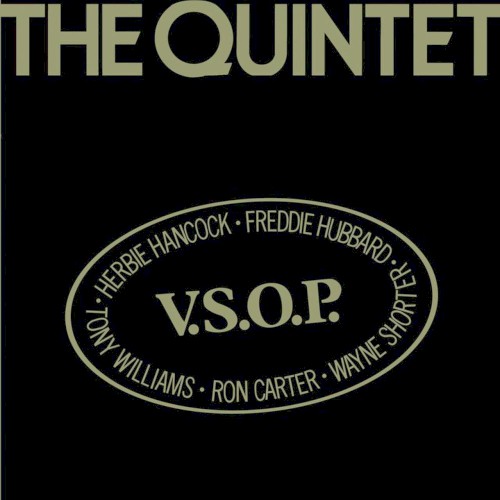 THE QUINTET
HERBIE HANCOCK · FREDDIE HUBBARD ·
WAYNE SHORTER · RON CARTER · TONY WILLIAMS ·
V.S.O.P.